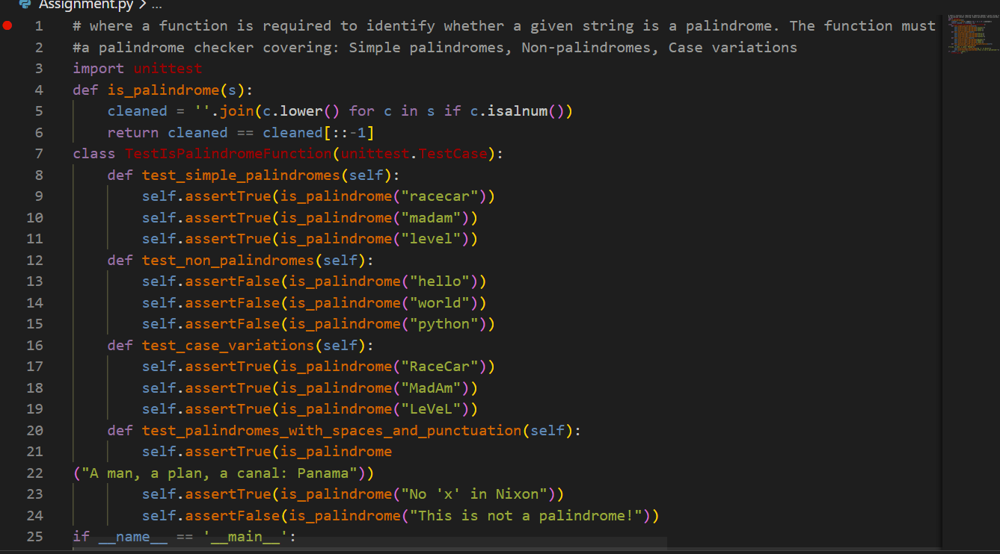 Assignment.py > ...
1 # where a function is required to identify whether a given string is a palindrome. The function must
2 #a palindrome checker covering: Simple palindromes, Non-palindromes, Case variations
3 import unittest
4 def is_palindrome(s):
5     cleaned = ''.join(c.lower() for c in s if c.isalnum())
6     return cleaned == cleaned[::-1]
7 class TestIsPalindromeFunction(unittest.TestCase):
8     def test_simple_palindromes(self):
9         self.assertTrue(is_palindrome("racecar"))
10         self.assertTrue(is_palindrome("madam"))
11         self.assertTrue(is_palindrome("level"))
12     def test_non_palindromes(self):
13         self.assertFalse(is_palindrome("hello"))
14         self.assertFalse(is_palindrome("world"))
15         self.assertFalse(is_palindrome("python"))
16     def test_case_variations(self):
17         self.assertTrue(is_palindrome("RaceCar"))
18         self.assertTrue(is_palindrome("MadAm"))
19         self.assertTrue(is_palindrome("LeVeL"))
20     def test_palindromes_with_spaces_and_punctuation(self):
21         self.assertTrue(is_palindrome
22 ("A man, a plan, a canal: Panama"))
23         self.assertTrue(is_palindrome("No 'x' in Nixon"))
24         self.assertFalse(is_palindrome("This is not a palindrome!"))
25 if __name__ == '__main__':